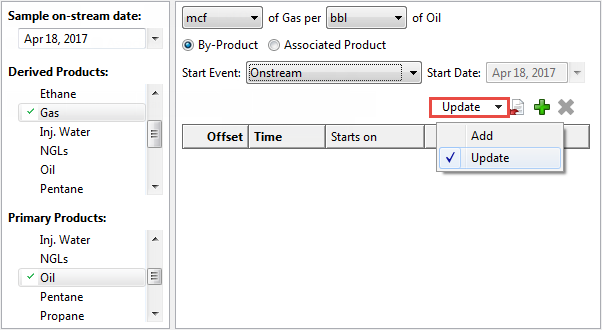 Sample on-stream date:
Apr 18, 2017
Derived Products:
Ethane
Gas
Inj. Water
NGLs
Oil
Pentane
Primary Products:
Inj. Water
NGLs
Oil
Pentane
Propane
mcf of Gas per bbl of Oil
By-Product Associated Product
Start Event: Onstream Start Date: Apr 18, 2017
Update
Offset Time Starts on
Add
Update